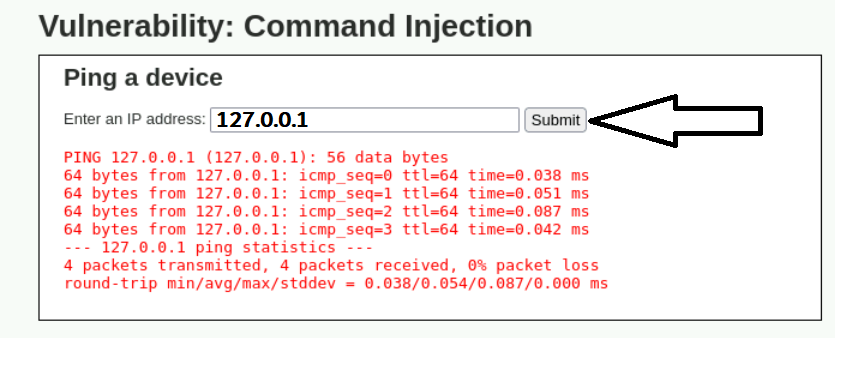 Vulnerability: Command Injection
Ping a device
Enter an IP address: 127.0.0.1 Submit
PING 127.0.0.1 (127.0.0.1): 56 data bytes
64 bytes from 127.0.0.1: icmp_seq=0 ttl=64 time=0.038 ms
64 bytes from 127.0.0.1: icmp_seq=1 ttl=64 time=0.051 ms
64 bytes from 127.0.0.1: icmp_seq=2 ttl=64 time=0.087 ms
64 bytes from 127.0.0.1: icmp_seq=3 ttl=64 time=0.042 ms
--- 127.0.0.1 ping statistics ---
4 packets transmitted, 4 packets received, 0% packet loss
round-trip min/avg/max/stddev = 0.038/0.054/0.087/0.000 ms